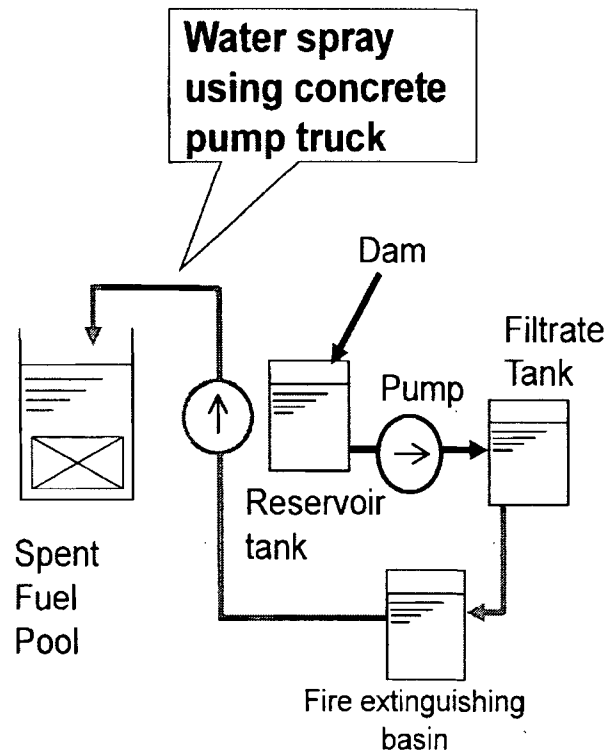 Water spray
using concrete
pump truck
Dam
Filtrate
Tank
Pump
Reservoir
tank
Spent
Fuel
Pool
Fire extinguishing
basin